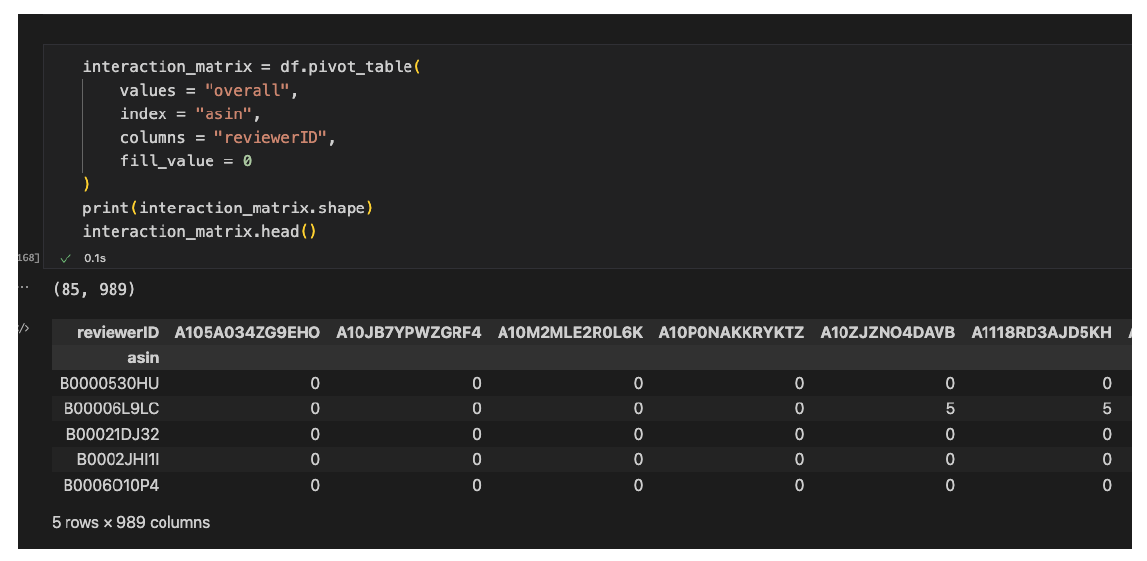 interaction_matrix = df.pivot_table(
values = "overall",
index = "asin",
columns = "reviewerID",
fill_value = 0
)
print(interaction_matrix.shape)
interaction_matrix.head()
168] ✓ 0.1s
... (85, 989)
</> reviewerID A105A034ZG9EHO A10JB7YPWZGRF4 A10M2MLE2R0L6K A10P0NAKKRYKTZ A10ZJZNO4DAVB A1118RD3AJD5KH
asin
B0000530HU 0 0 0 0 0 0
B00006L9LC 0 0 0 0 5 5
B00021DJ32 0 0 0 0 0 0
B0002JHI1I 0 0 0 0 0 0
B0006O10P4 0 0 0 0 0 0
5 rows × 989 columns